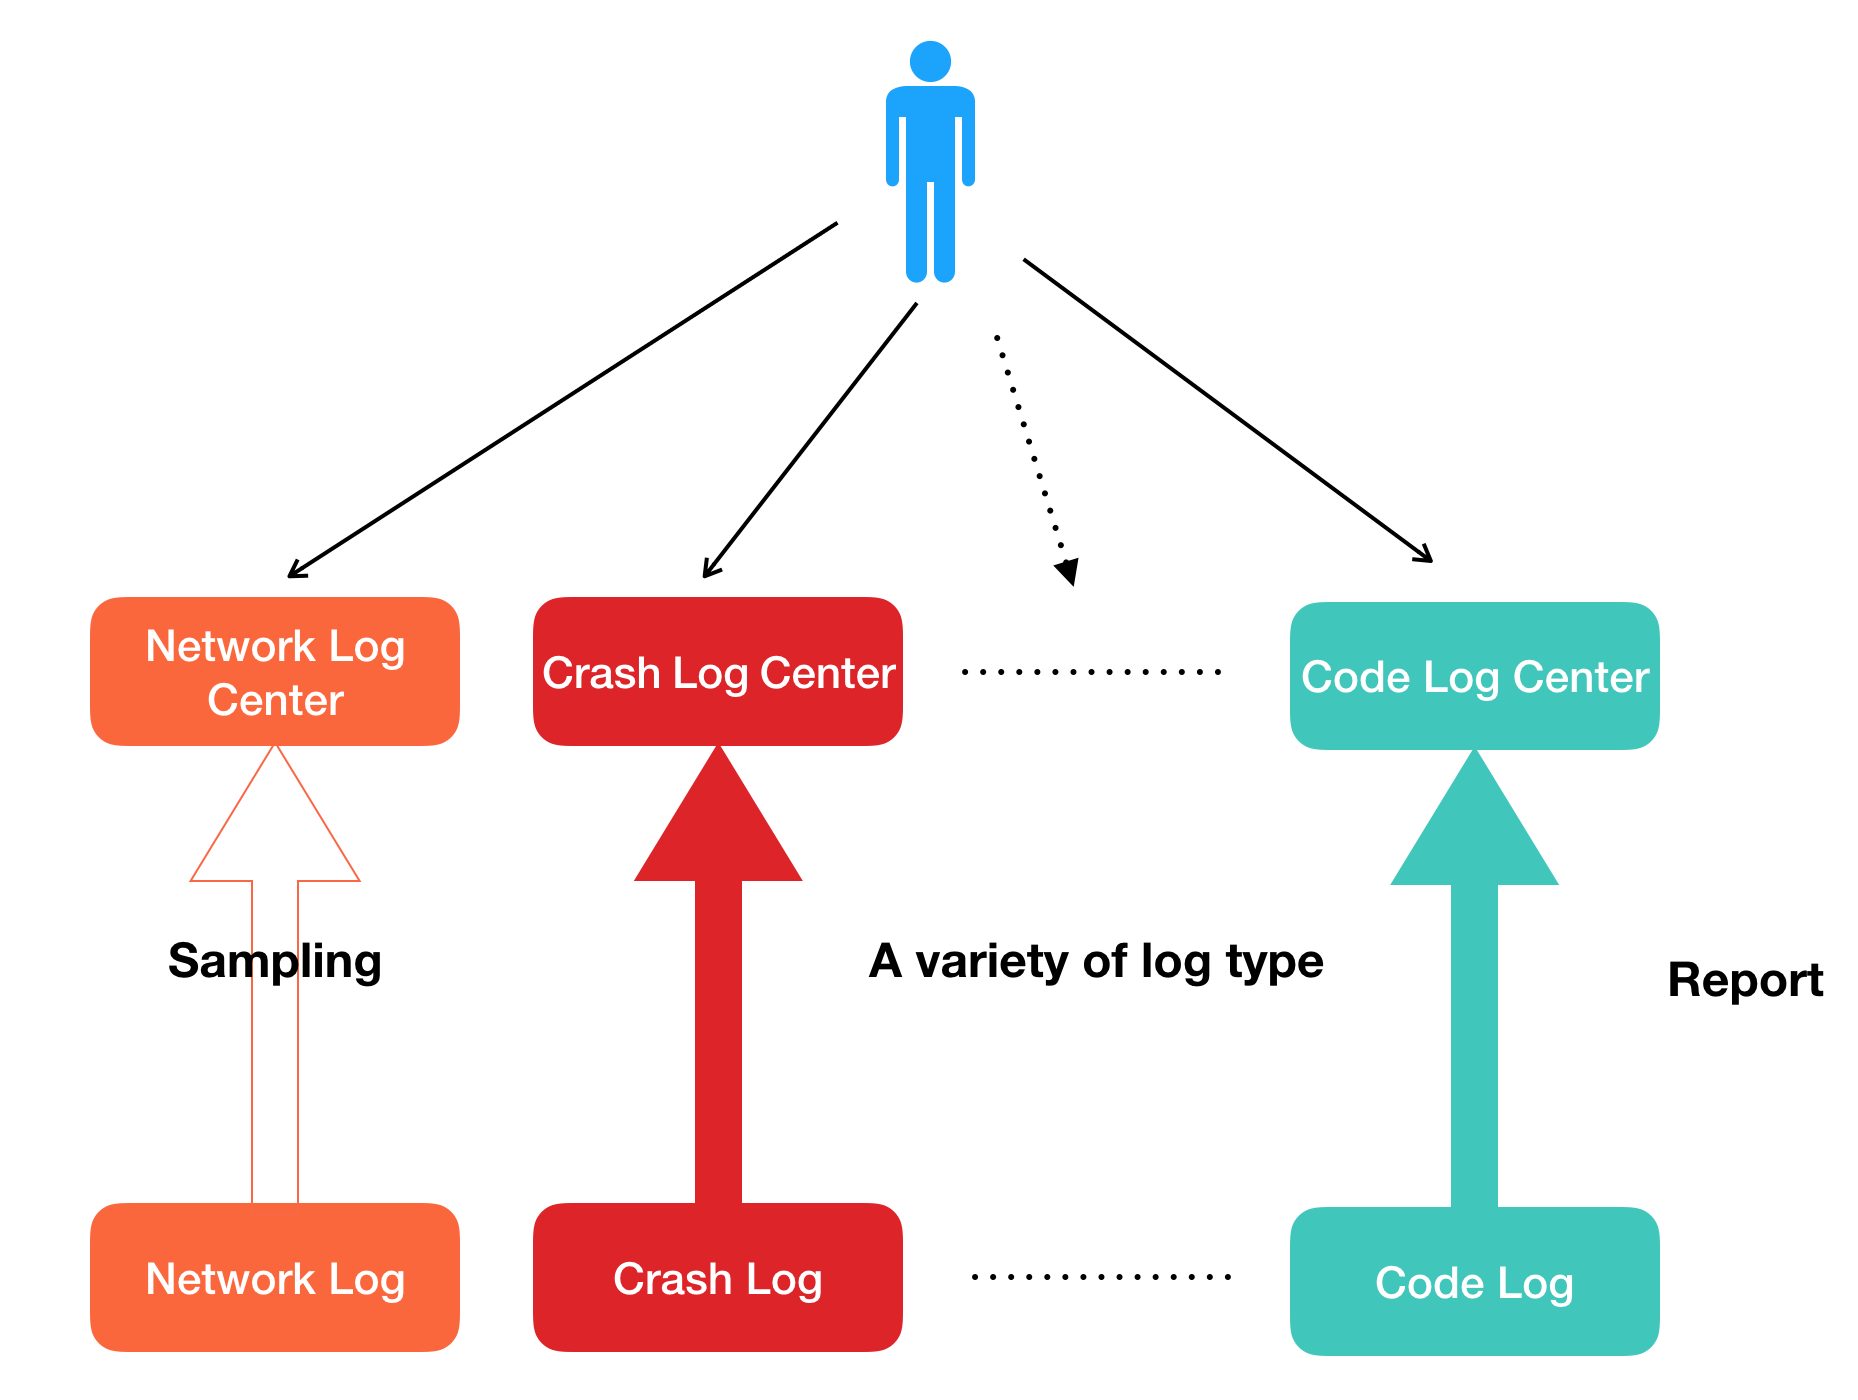 Network Log
Center
Crash Log Center
Code Log Center
Sampling
A variety of log type
Report
Network Log
Crash Log
Code Log